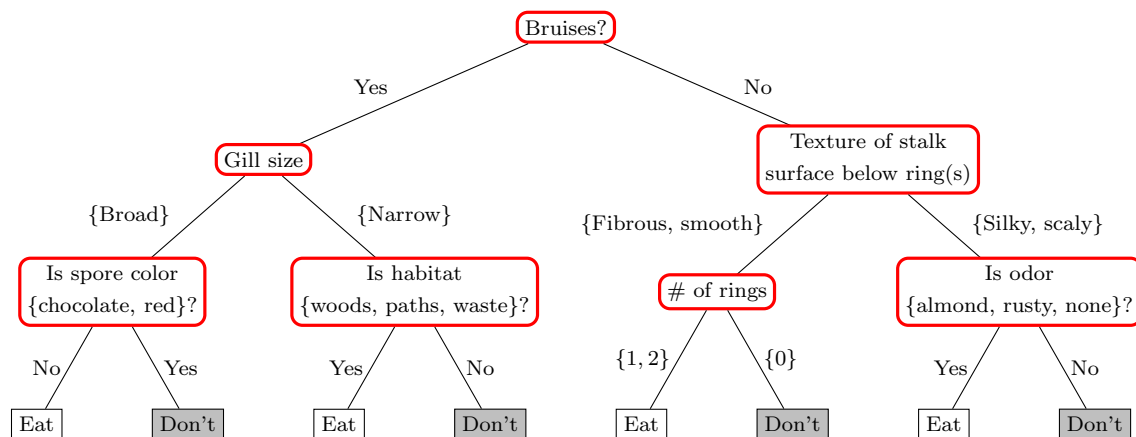 Bruises?
Yes
No
Gill size
Texture of stalk
surface below ring(s)
{Broad}
{Narrow}
{Fibrous, smooth}
{Silky, scaly}
Is spore color
{chocolate, red}?
Is habitat
{woods, paths, waste}?
# of rings
Is odor
{almond, rusty, none}?
No
Yes
Yes
No
{1, 2}
{0}
Yes
No
Eat
Don't
Eat
Don't
Eat
Don't
Eat
Don't